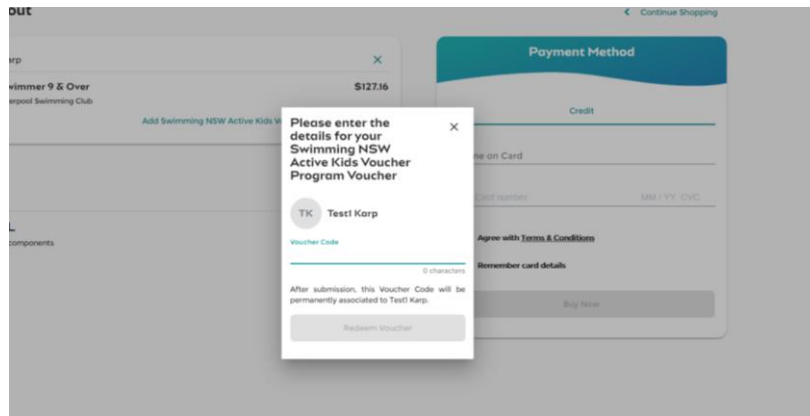 out
Continue Shopping
arp
wimmer 9 & Over
$127.16
erpool Swimming Club
Add Swimming NSW Active Kids V
L
components
Please enter the
details for your
Swimming NSW
Active Kids Voucher
Program Voucher
TK
Test1 Karp
Voucher Code
0 characters
After submission, this Voucher Code will be
permanently associated to Test1 Karp.
Redeem Voucher
Payment Method
Credit
me on Card
Card number
MM / YY CVC
Agree with Terms & Conditions
Remember card details
Buy Now